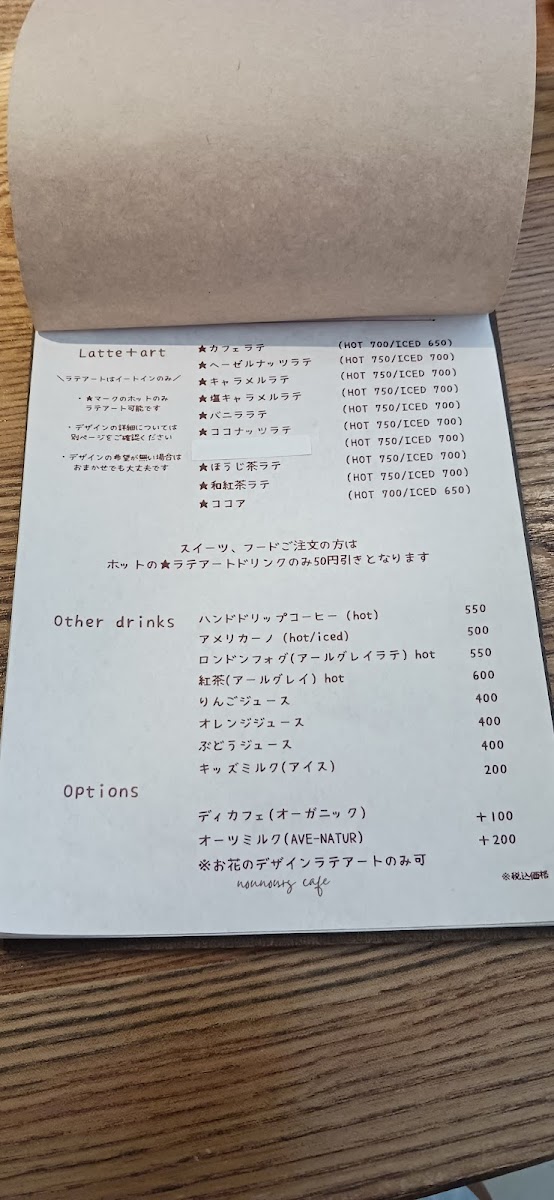 Latte+art
＼ラテアートはイートインのみ／
・★マークのホットのみ
ラテアート可能です
・デザインの詳細については
別ページをご確認ください
・デザインの希望が無い場合は
おまかせでも大丈夫です
★カフェラテ (HOT 700/ICED 650)
★ヘーゼルナッツラテ (HOT 750/ICED 700)
★キャラメルラテ (HOT 750/ICED 700)
★塩キャラメルラテ (HOT 750/ICED 700)
★バニララテ (HOT 750/ICED 700)
★ココナッツラテ (HOT 750/ICED 700)
(HOT 750/ICED 700)
★ほうじ茶ラテ (HOT 750/ICED 700)
★和紅茶ラテ (HOT 750/ICED 700)
★ココア (HOT 700/ICED 650)
スイーツ、フードご注文の方は
ホットの★ラテアートドリンクのみ50円引きとなります
Other drinks
ハンドドリップコーヒー (hot) 550
アメリカーノ (hot/iced) 500
ロンドンフォグ(アールグレイラテ) hot 550
紅茶(アールグレイ) hot 600
りんごジュース 400
オレンジジュース 400
ぶどうジュース 400
キッズミルク(アイス) 200
Options
ディカフェ(オーガニック) +100
オーツミルク(AVE-NATUR) +200
※お花のデザインラテアートのみ可
nounours cafe
※税込価格